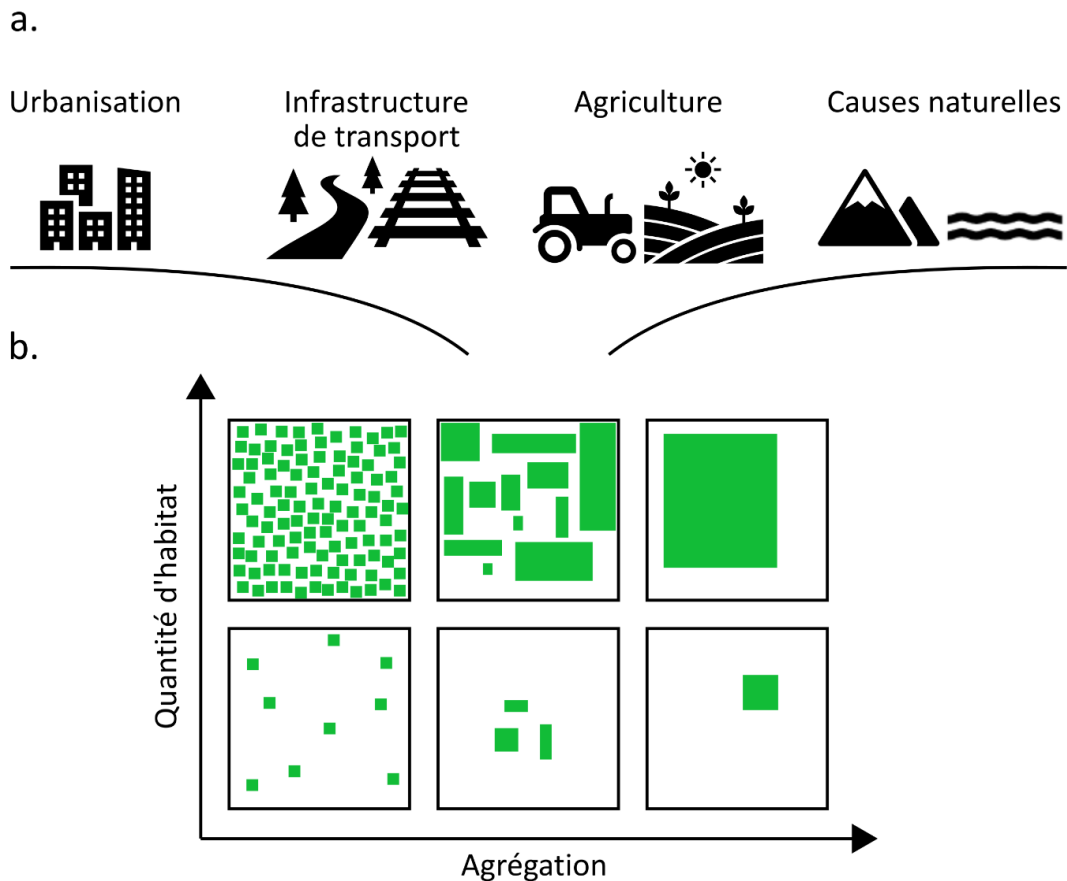 a.
Urbanisation
Infrastructure
de transport
Agriculture
Causes naturelles
b.
Quantité d'habitat
Agrégation